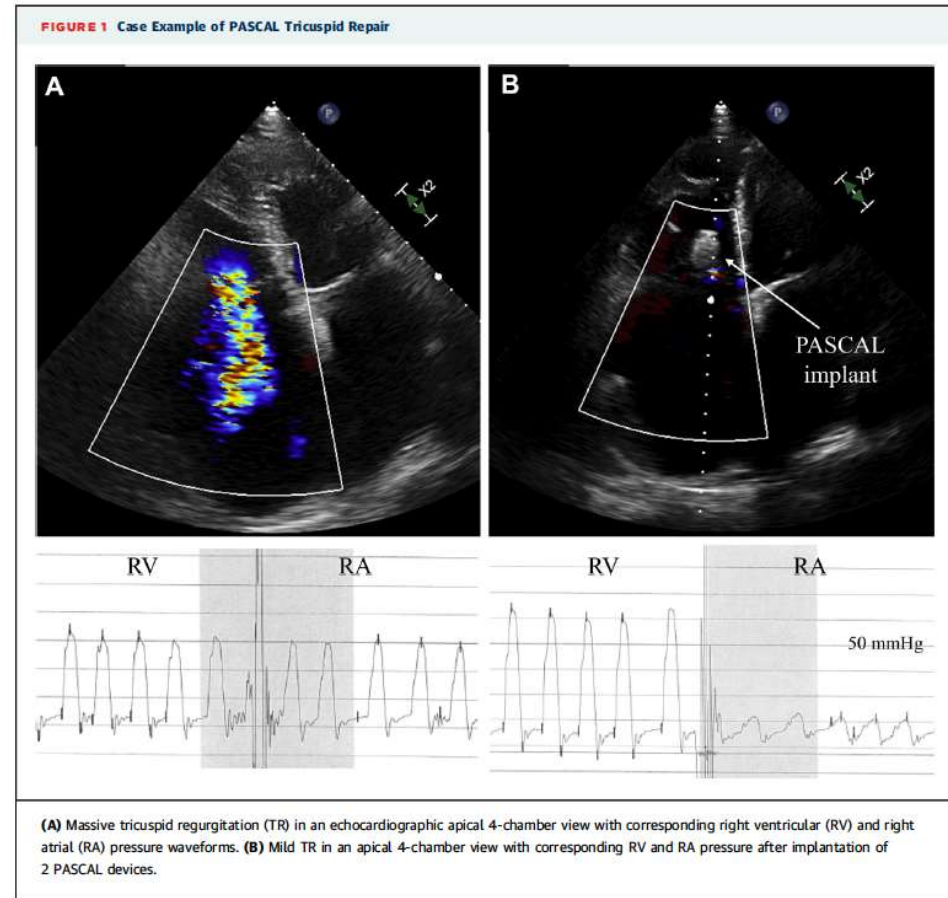 FIGURE 1 Case Example of PASCAL Tricuspid Repair
A
P
X2
B
P
X2
PASCAL
implant
RV
RA
RV
RA
50 mmHg
(A) Massive tricuspid regurgitation (TR) in an echocardiographic apical 4-chamber view with corresponding right ventricular (RV) and right
atrial (RA) pressure waveforms. (B) Mild TR in an apical 4-chamber view with corresponding RV and RA pressure after implantation of
2 PASCAL devices.